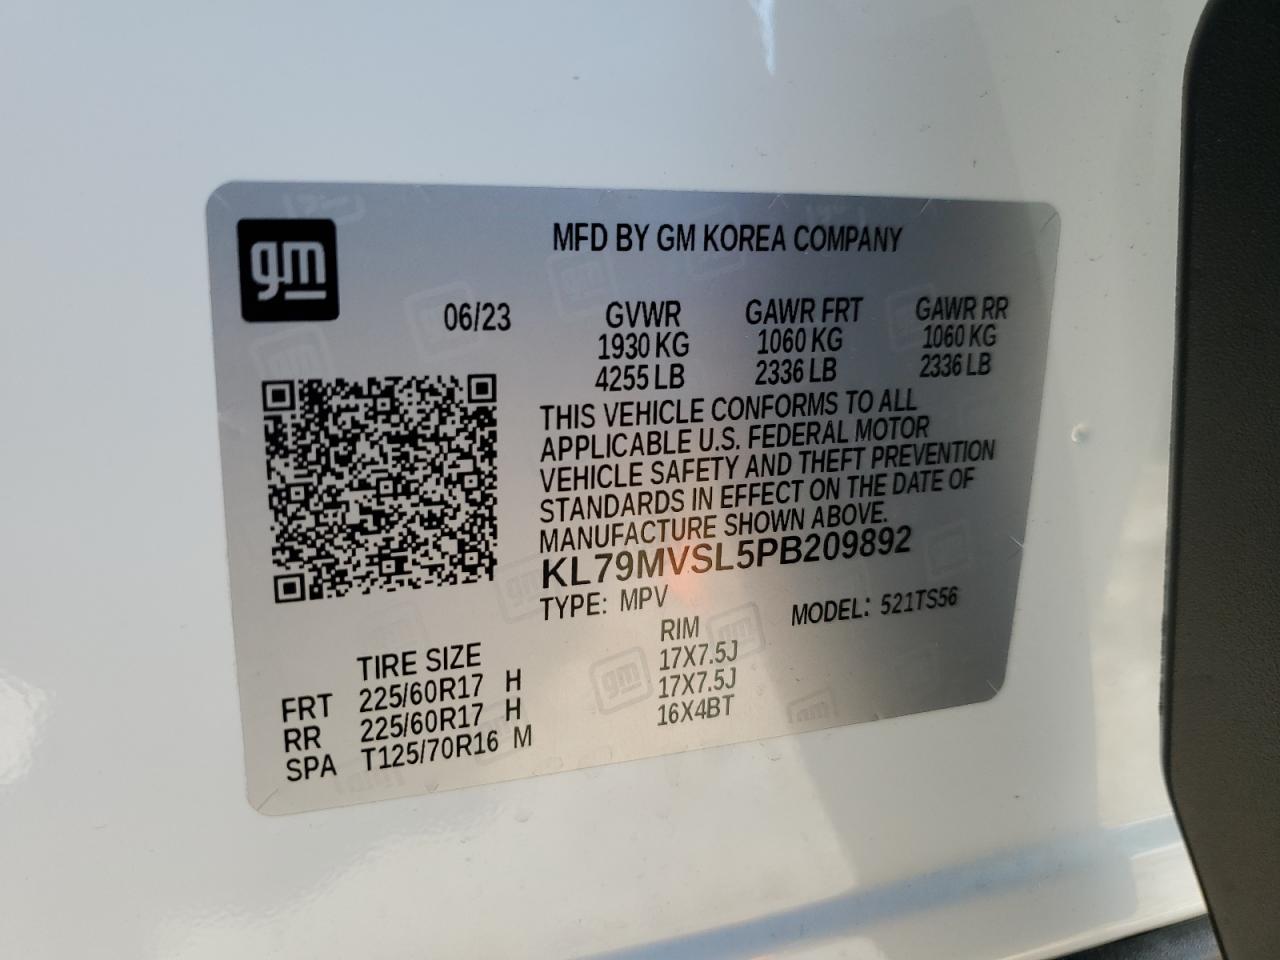 gm
MFD BY GM KOREA COMPANY
06/23 GVWR GAWR FRT GAWR RR
1930 KG 1060 KG 1060 KG
4255 LB 2336 LB 2336 LB
THIS VEHICLE CONFORMS TO ALL
APPLICABLE U.S. FEDERAL MOTOR
VEHICLE SAFETY AND THEFT PREVENTION
STANDARDS IN EFFECT ON THE DATE OF
MANUFACTURE SHOWN ABOVE.
KL79MVSL5PB209892
TYPE: MPV MODEL: 521TS56
TIRE SIZE RIM
FRT 225/60R17 H 17X7.5J
RR 225/60R17 H 17X7.5J
SPA T125/70R16 M 16X4BT
gm